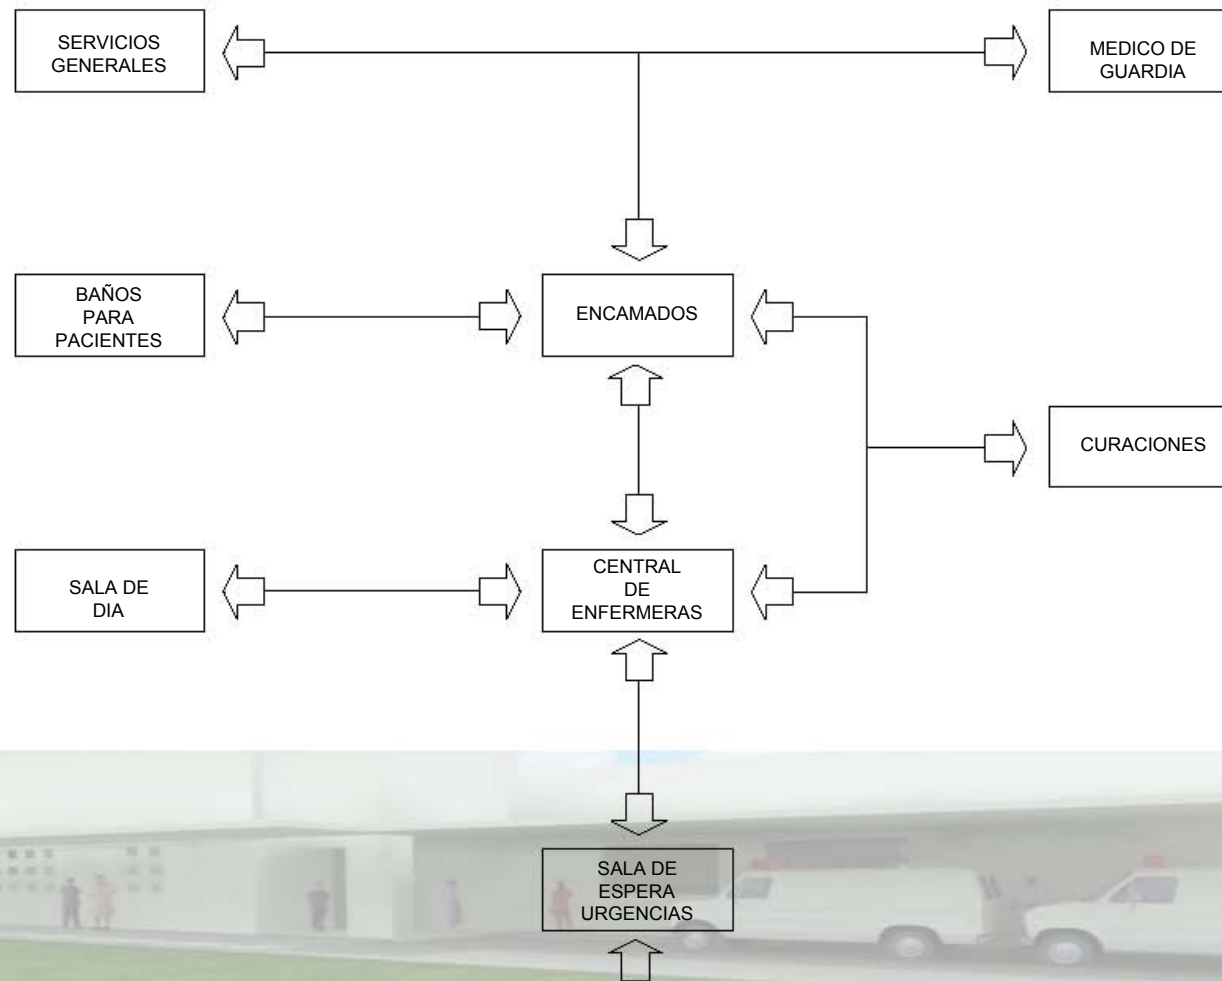 SERVICIOS
GENERALES
MEDICO DE
GUARDIA
BAÑOS
PARA
PACIENTES
ENCAMADOS
CURACIONES
SALA DE
DIA
CENTRAL
DE
ENFERMERAS
SALA DE
ESPERA
URGENCIAS